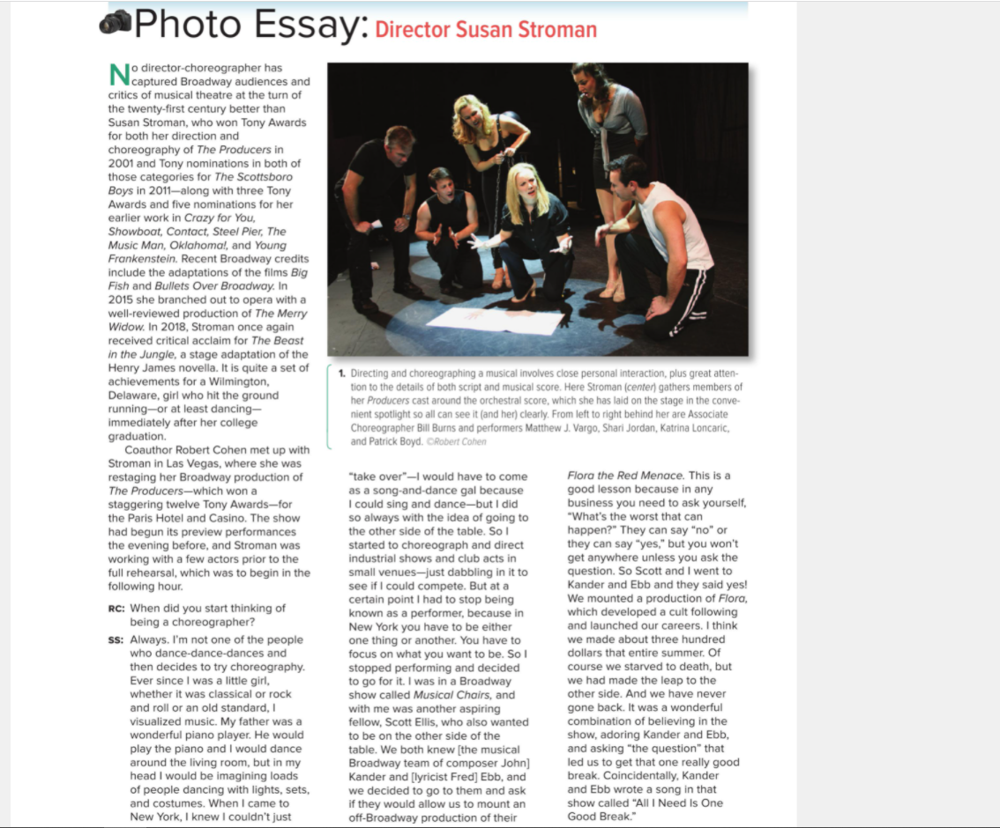 Photo Essay: Director Susan Stroman
No director-choreographer has
captured Broadway audiences and
critics of musical theatre at the turn of
the twenty-first century better than
Susan Stroman, who won Tony Awards
for both her direction and
choreography of The Producers in
2001 and Tony nominations in both of
those categories for The Scottsboro
Boys in 2011—along with three Tony
Awards and five nominations for her
earlier work in Crazy for You,
Showboat, Contact, Steel Pier, The
Music Man, Oklahoma!, and Young
Frankenstein. Recent Broadway credits
include the adaptations of the films Big
Fish and Bullets Over Broadway. In
2015 she branched out to opera with a
well-reviewed production of The Merry
Widow. In 2018, Stroman once again
received critical acclaim for The Beast
in the Jungle, a stage adaptation of the
Henry James novella. It is quite a set of
achievements for a Wilmington,
Delaware, girl who hit the ground
running—or at least dancing—
immediately after her college
graduation.
Coauthor Robert Cohen met up with
Stroman in Las Vegas, where she was
restaging her Broadway production of
The Producers—which won a
staggering twelve Tony Awards—for
the Paris Hotel and Casino. The show
had begun its preview performances
the evening before, and Stroman was
working with a few actors prior to the
full rehearsal, which was to begin in the
following hour.
RC: When did you start thinking of
being a choreographer?
SS: Always. I'm not one of the people
who dance-dance-dances and
then decides to try choreography.
Ever since I was a little girl,
whether it was classical or rock
and roll or an old standard, I
visualized music. My father was a
wonderful piano player. He would
play the piano and I would dance
around the living room, but in my
head I would be imagining loads
of people dancing with lights, sets,
and costumes. When I came to
New York, I knew I couldn't just
1. Directing and choreographing a musical involves close personal interaction, plus great atten-
tion to the details of both script and musical score. Here Stroman (center) gathers members of
her Producers cast around the orchestral score, which she has laid on the stage in the conve-
nient spotlight so all can see it (and her) clearly. From left to right behind her are Associate
Choreographer Bill Burns and performers Matthew J. Vargo, Shari Jordan, Katrina Loncaric,
and Patrick Boyd. ©Robert Cohen
"take over"—I would have to come
as a song-and-dance gal because
I could sing and dance—but I did
so always with the idea of going to
the other side of the table. So I
started to choreograph and direct
industrial shows and club acts in
small venues—just dabbling in it to
see if I could compete. But at a
certain point I had to stop being
known as a performer, because in
New York you have to be either
one thing or another. You have to
focus on what you want to be. So I
stopped performing and decided
to go for it. I was in a Broadway
show called Musical Chairs, and
with me was another aspiring
fellow, Scott Ellis, who also wanted
to be on the other side of the
table. We both knew [the musical
Broadway team of composer John]
Kander and [lyricist Fred] Ebb, and
we decided to go to them and ask
if they would allow us to mount an
off-Broadway production of their
Flora the Red Menace. This is a
good lesson because in any
business you need to ask yourself,
"What's the worst that can
happen?" They can say "no" or
they can say "yes," but you won't
get anywhere unless you ask the
question. So Scott and I went to
Kander and Ebb and they said yes!
We mounted a production of Flora,
which developed a cult following
and launched our careers. I think
we made about three hundred
dollars that entire summer. Of
course we starved to death, but
we had made the leap to the
other side. And we have never
gone back. It was a wonderful
combination of believing in the
show, adoring Kander and Ebb,
and asking "the question" that
led us to get that one really good
break. Coincidentally, Kander
and Ebb wrote a song in that
show called "All I Need Is One
Good Break."